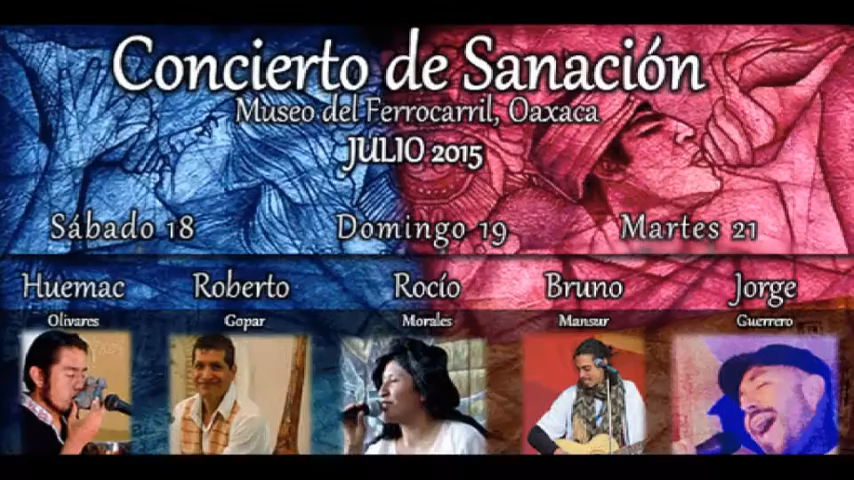 Concierto de Sanación
Museo del Ferrocarril, Oaxaca
JULIO 2015
Sábado 18 Domingo 19 Martes 21
Huemac Roberto Rocío Bruno Jorge
Olivares Gopar Morales Mansur Guerrero